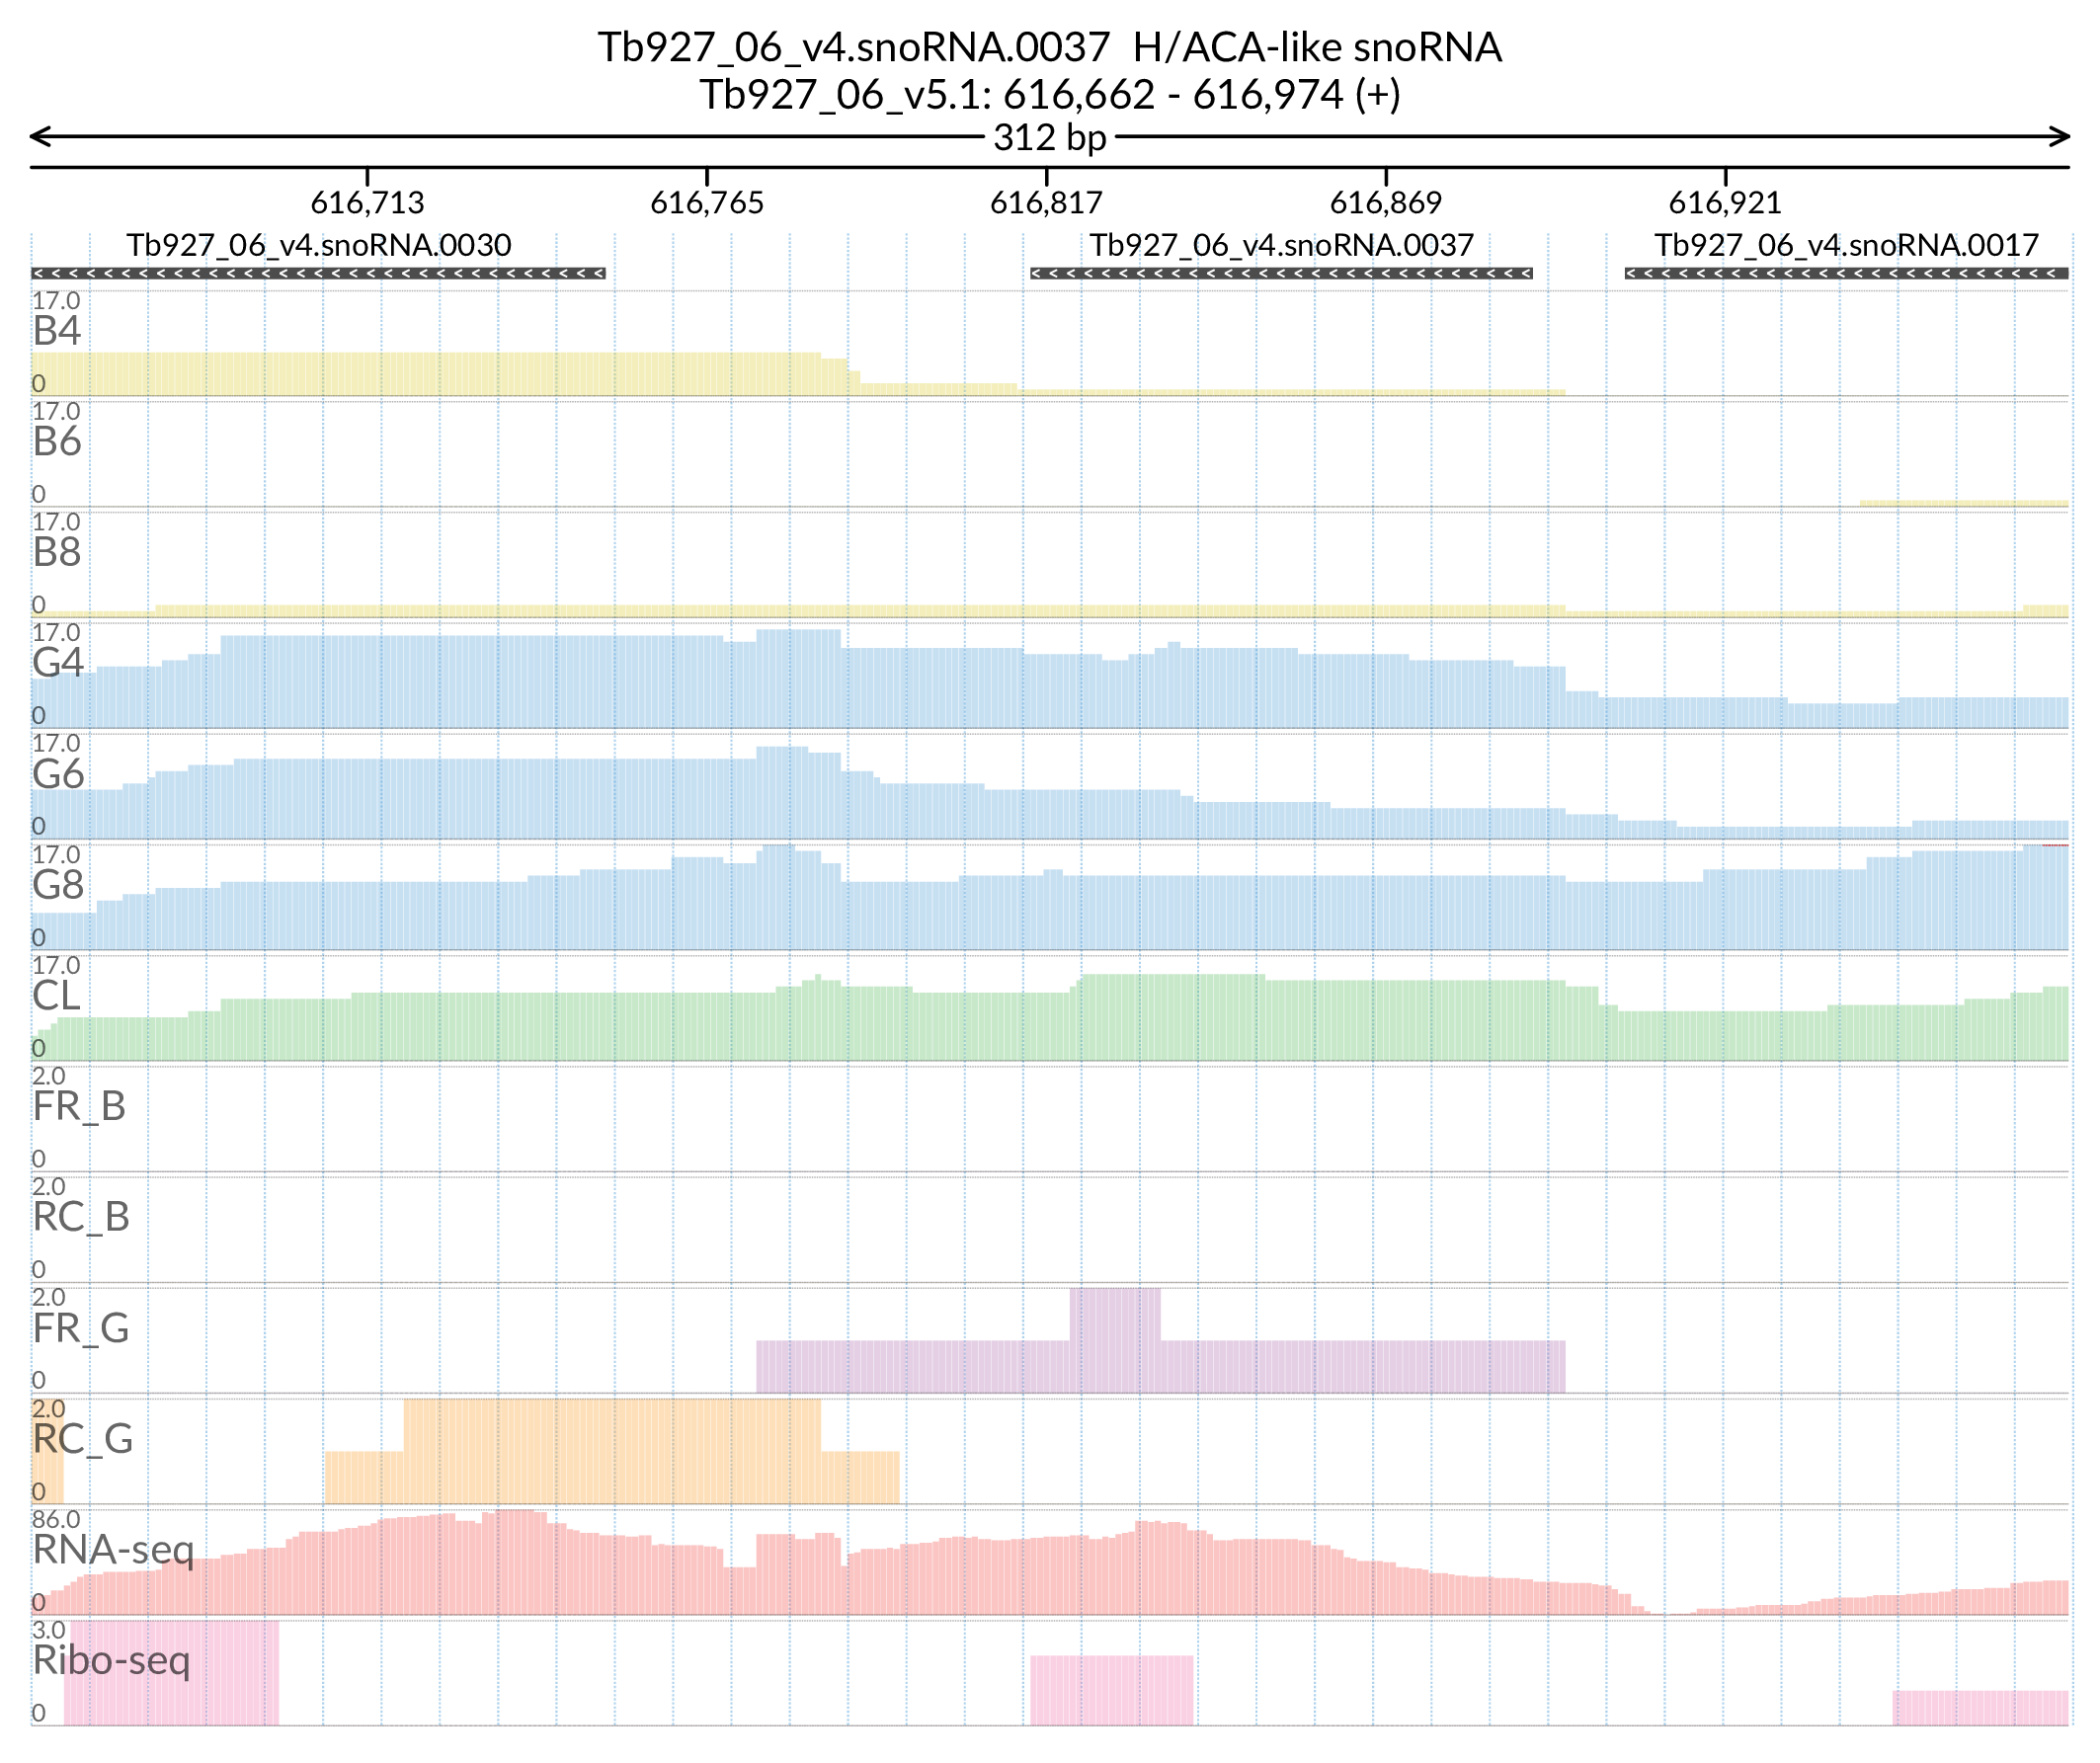 Tb927_06_v4.snoRNA.0037  H/ACA-like snoRNA
Tb927_06_v5.1: 616,662 - 616,974 (+)
312 bp
616,713 616,765 616,817 616,869 616,921
Tb927_06_v4.snoRNA.0030 Tb927_06_v4.snoRNA.0037 Tb927_06_v4.snoRNA.0017
17.0
B4
0
17.0
B6
0
17.0
B8
0
17.0
G4
0
17.0
G6
0
17.0
G8
0
17.0
CL
0
2.0
FR_B
0
2.0
RC_B
0
2.0
FR_G
0
2.0
RC_G
0
86.0
RNA-seq
0
3.0
Ribo-seq
0